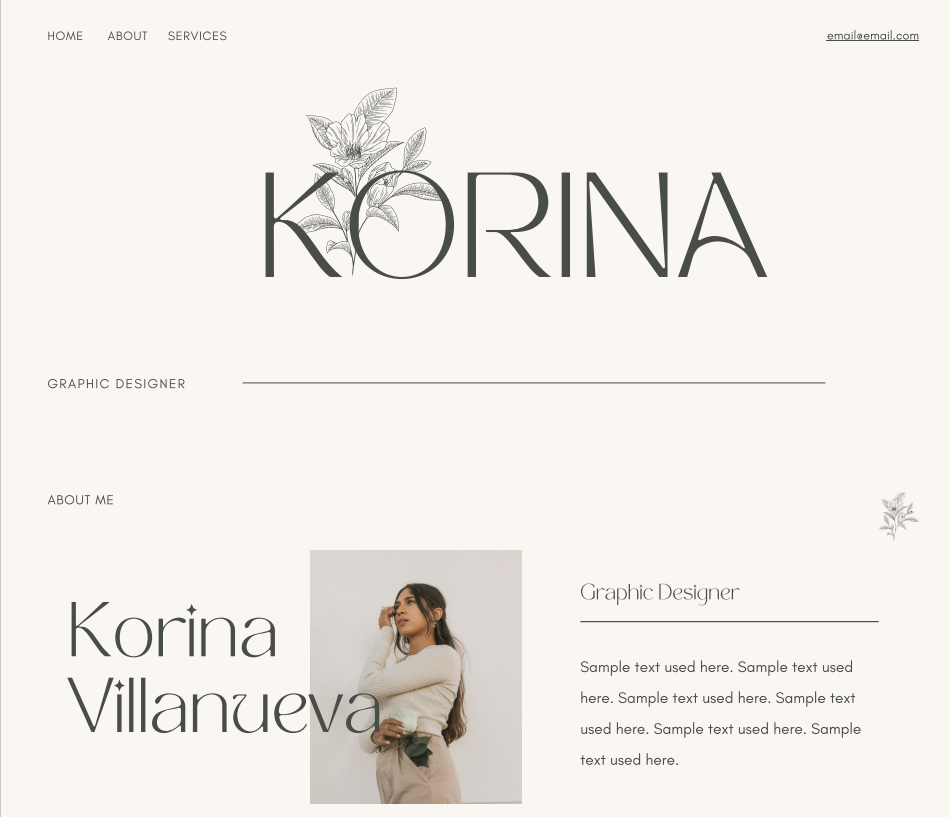 HOME ABOUT SERVICES email@email.com
KORINA
GRAPHIC DESIGNER
ABOUT ME
Korina
Villanueva
Graphic Designer
Sample text used here. Sample text used
here. Sample text used here. Sample text
used here. Sample text used here. Sample
text used here.